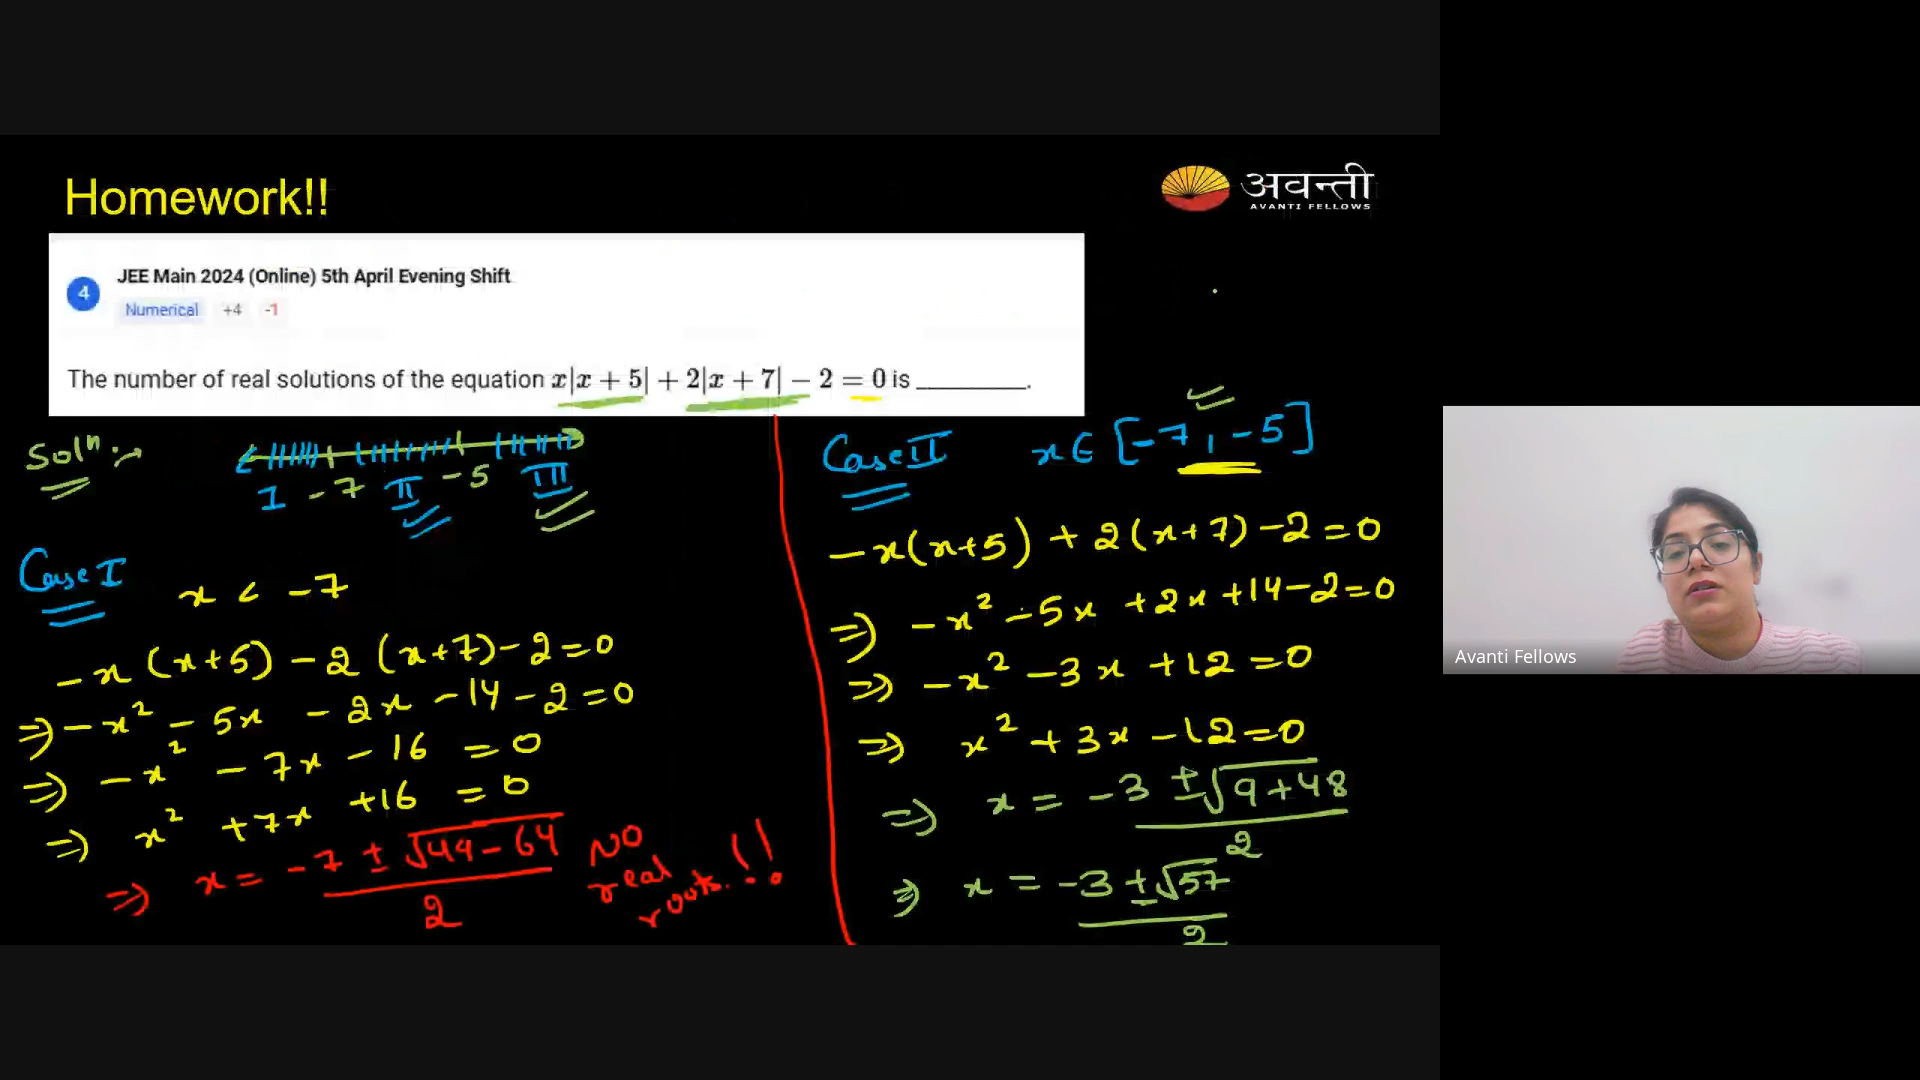 Homework!!
अवन्ती
AVANTI FELLOWS
4
JEE Main 2024 (Online) 5th April Evening Shift
Numerical +4 -1
The number of real solutions of the equation x|x + 5| + 2|x + 7| − 2 = 0 is ________.
Solⁿ :→
I -7 II -5 III
Case I
x < -7
-x (x+5) - 2 (x+7) - 2 = 0
⇒ -x² - 5x - 2x - 14 - 2 = 0
⇒ -x² - 7x - 16 = 0
⇒ x² + 7x + 16 = 0
⇒ x = (-7 ± √(49-64))/2 NO real roots.!!
Case II x ∈ [-7, -5]
-x(x+5) + 2(x+7) - 2 = 0
⇒ -x² - 5x + 2x + 14 - 2 = 0
⇒ -x² - 3x + 12 = 0
⇒ x² + 3x - 12 = 0
⇒ x = (-3 ± √(9+48))/2
⇒ x = (-3 ± √57)/2
Avanti Fellows